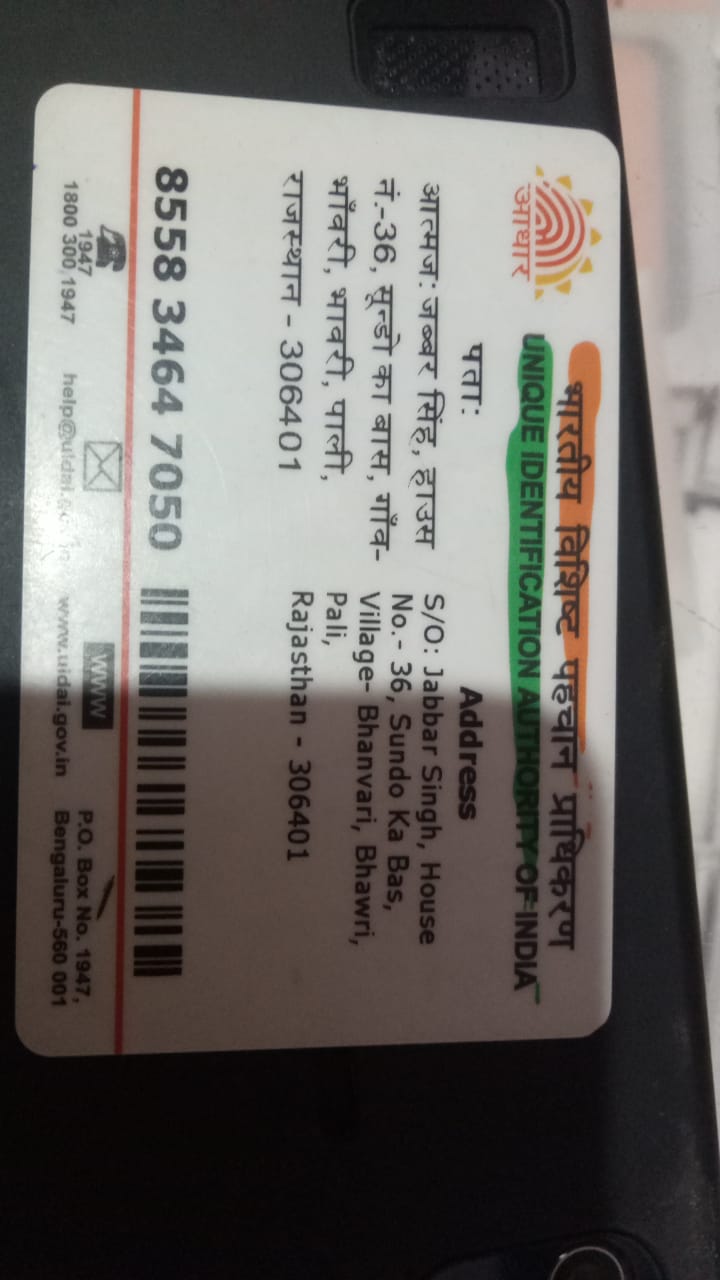 आधार
भारतीय विशिष्ट पहचान प्राधिकरण
UNIQUE IDENTIFICATION AUTHORITY OF INDIA
पता:
आत्मज: जब्बर सिंह, हाउस
नं.-36, सून्डो का बास, गाँव-
भाँवरी, भावरी, पाली,
राजस्थान - 306401
Address
S/O: Jabbar Singh, House
No.- 36, Sundo Ka Bas,
Village- Bhanvari, Bhawri,
Pali,
Rajasthan - 306401
8558 3464 7050
1947
1800 300 1947
help@uidai.gov.in
www
www.uidai.gov.in
P.O. Box No. 1947,
Bengaluru-560 001